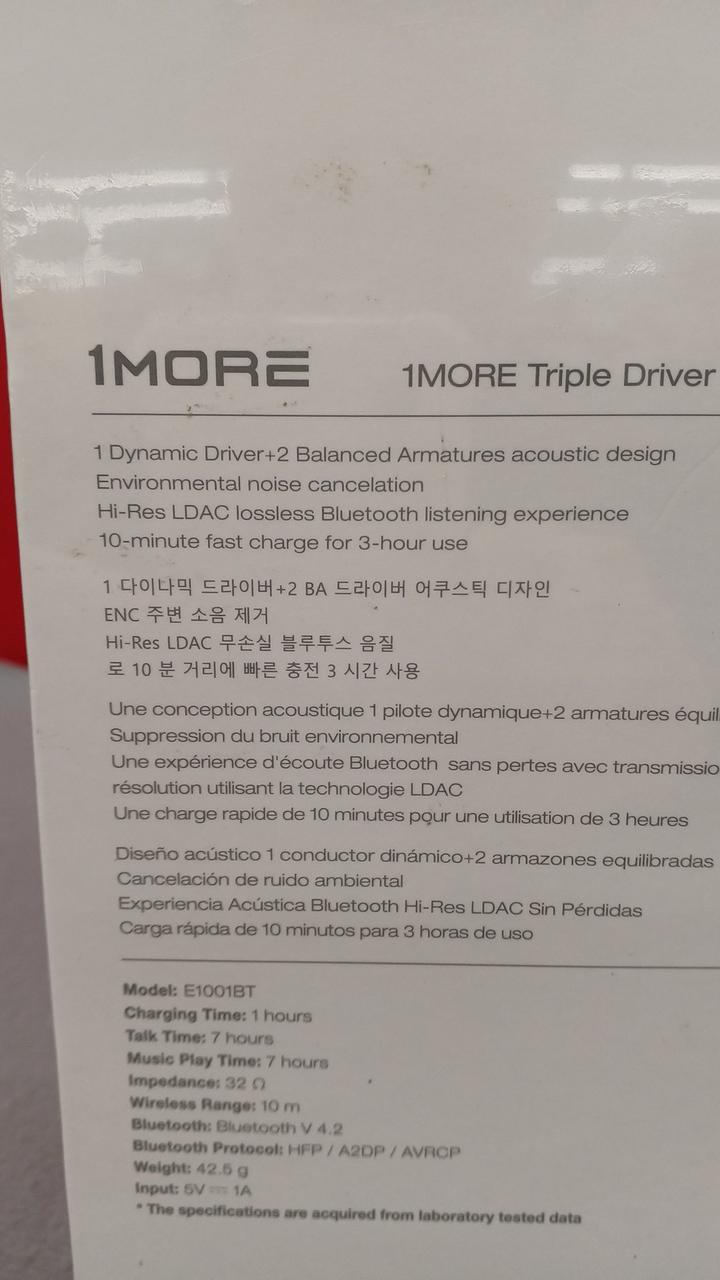 1MORE
1MORE Triple Driver
1 Dynamic Driver+2 Balanced Armatures acoustic design
Environmental noise cancelation
Hi-Res LDAC lossless Bluetooth listening experience
10-minute fast charge for 3-hour use
1 다이나믹 드라이버+2 BA 드라이버 어쿠스틱 디자인
ENC 주변 소음 제거
Hi-Res LDAC 무손실 블루투스 음질
로 10 분 거리에 빠른 충전 3 시간 사용
Une conception acoustique 1 pilote dynamique+2 armatures équil
Suppression du bruit environnemental
Une expérience d'écoute Bluetooth sans pertes avec transmissio
résolution utilisant la technologie LDAC
Une charge rapide de 10 minutes pour une utilisation de 3 heures
Diseño acústico 1 conductor dinámico+2 armazones equilibradas
Cancelación de ruido ambiental
Experiencia Acústica Bluetooth Hi-Res LDAC Sin Pérdidas
Carga rápida de 10 minutos para 3 horas de uso
Model: E1001BT
Charging Time: 1 hours
Talk Time: 7 hours
Music Play Time: 7 hours
Impedance: 32 Ω
Wireless Range: 10 m
Bluetooth: Bluetooth V 4.2
Bluetooth Protocol: HFP / A2DP / AVRCP
Weight: 42.5 g
Input: 5V ⎓ 1A
* The specifications are acquired from laboratory tested data